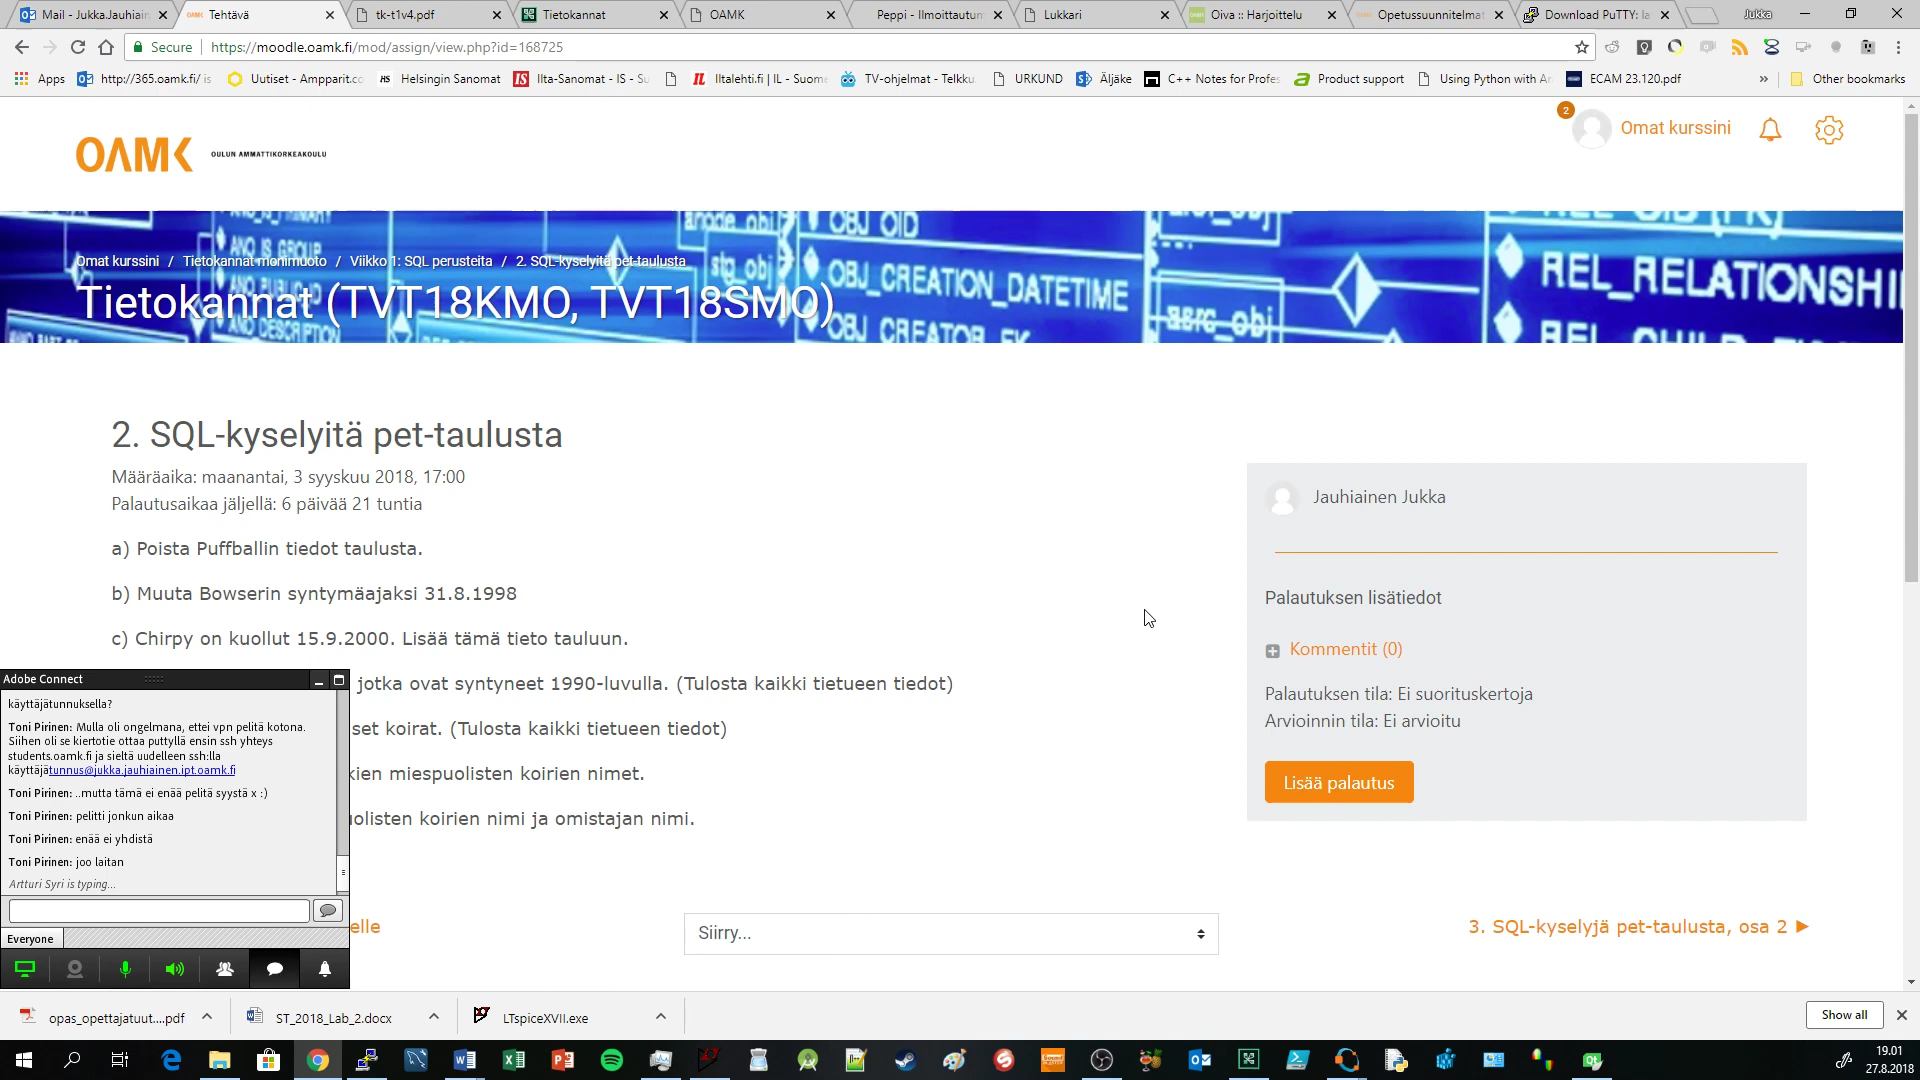 Mail - Jukka.Jauhiain
Tehtävä
tk-t1v4.pdf
Tietokannat
OAMK
Peppi - Ilmoittautum
Lukkari
Oiva :: Harjoittelu
Opetussuunnitelmat
Download PuTTY: la
Jukka
Secure
https://moodle.oamk.fi/mod/assign/view.php?id=168725
Apps
http://365.oamk.fi/ is
Uutiset - Ampparit.co
Helsingin Sanomat
Ilta-Sanomat - IS - Su
Iltalehti.fi | IL - Suome
TV-ohjelmat - Telkku.
URKUND
Äljäke
C++ Notes for Profes
Product support
Using Python with Ar
ECAM 23.120.pdf
»
Other bookmarks
OAMK
OULUN AMMATTIKORKEAKOULU
2
Omat kurssini
Omat kurssini / Tietokannat monimuoto / Viikko 1: SQL perusteita / 2. SQL-kyselyitä pet-taulusta
Tietokannat (TVT18KMO, TVT18SMO)
OBJ OID
OBJ_CREATION_DATETIME
REL_RELATIONSHI
2. SQL-kyselyitä pet-taulusta
Määräaika: maanantai, 3 syyskuu 2018, 17:00
Palautusaikaa jäljellä: 6 päivää 21 tuntia
a) Poista Puffballin tiedot taulusta.
b) Muuta Bowserin syntymäajaksi 31.8.1998
c) Chirpy on kuollut 15.9.2000. Lisää tämä tieto tauluun.
jotka ovat syntyneet 1990-luvulla. (Tulosta kaikki tietueen tiedot)
set koirat. (Tulosta kaikki tietueen tiedot)
kien miespuolisten koirien nimet.
uolisten koirien nimi ja omistajan nimi.
elle
Siirry...
3. SQL-kyselyjä pet-taulusta, osa 2 ►
Jauhiainen Jukka
Palautuksen lisätiedot
Kommentit (0)
Palautuksen tila: Ei suorituskertoja
Arvioinnin tila: Ei arvioitu
Lisää palautus
Adobe Connect
käyttäjätunnuksella?
Toni Pirinen: Mulla oli ongelmana, ettei vpn pelitä kotona.
Siihen oli se kiertotie ottaa puttyllä ensin ssh yhteys
students.oamk.fi ja sieltä uudelleen ssh:lla
käyttäjätunnus@jukka.jauhiainen.ipt.oamk.fi
Toni Pirinen: ..mutta tämä ei enää pelitä syystä x :)
Toni Pirinen: pelitti jonkun aikaa
Toni Pirinen: enää ei yhdistä
Toni Pirinen: joo laitan
Artturi Syri is typing...
Everyone
opas_opettajatuut....pdf
ST_2018_Lab_2.docx
LTspiceXVII.exe
Show all
19.01
27.8.2018